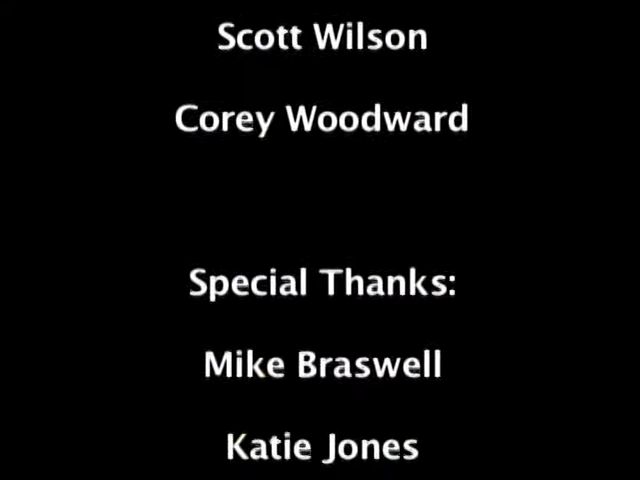 Scott Wilson
Corey Woodward
Special Thanks:
Mike Braswell
Katie Jones